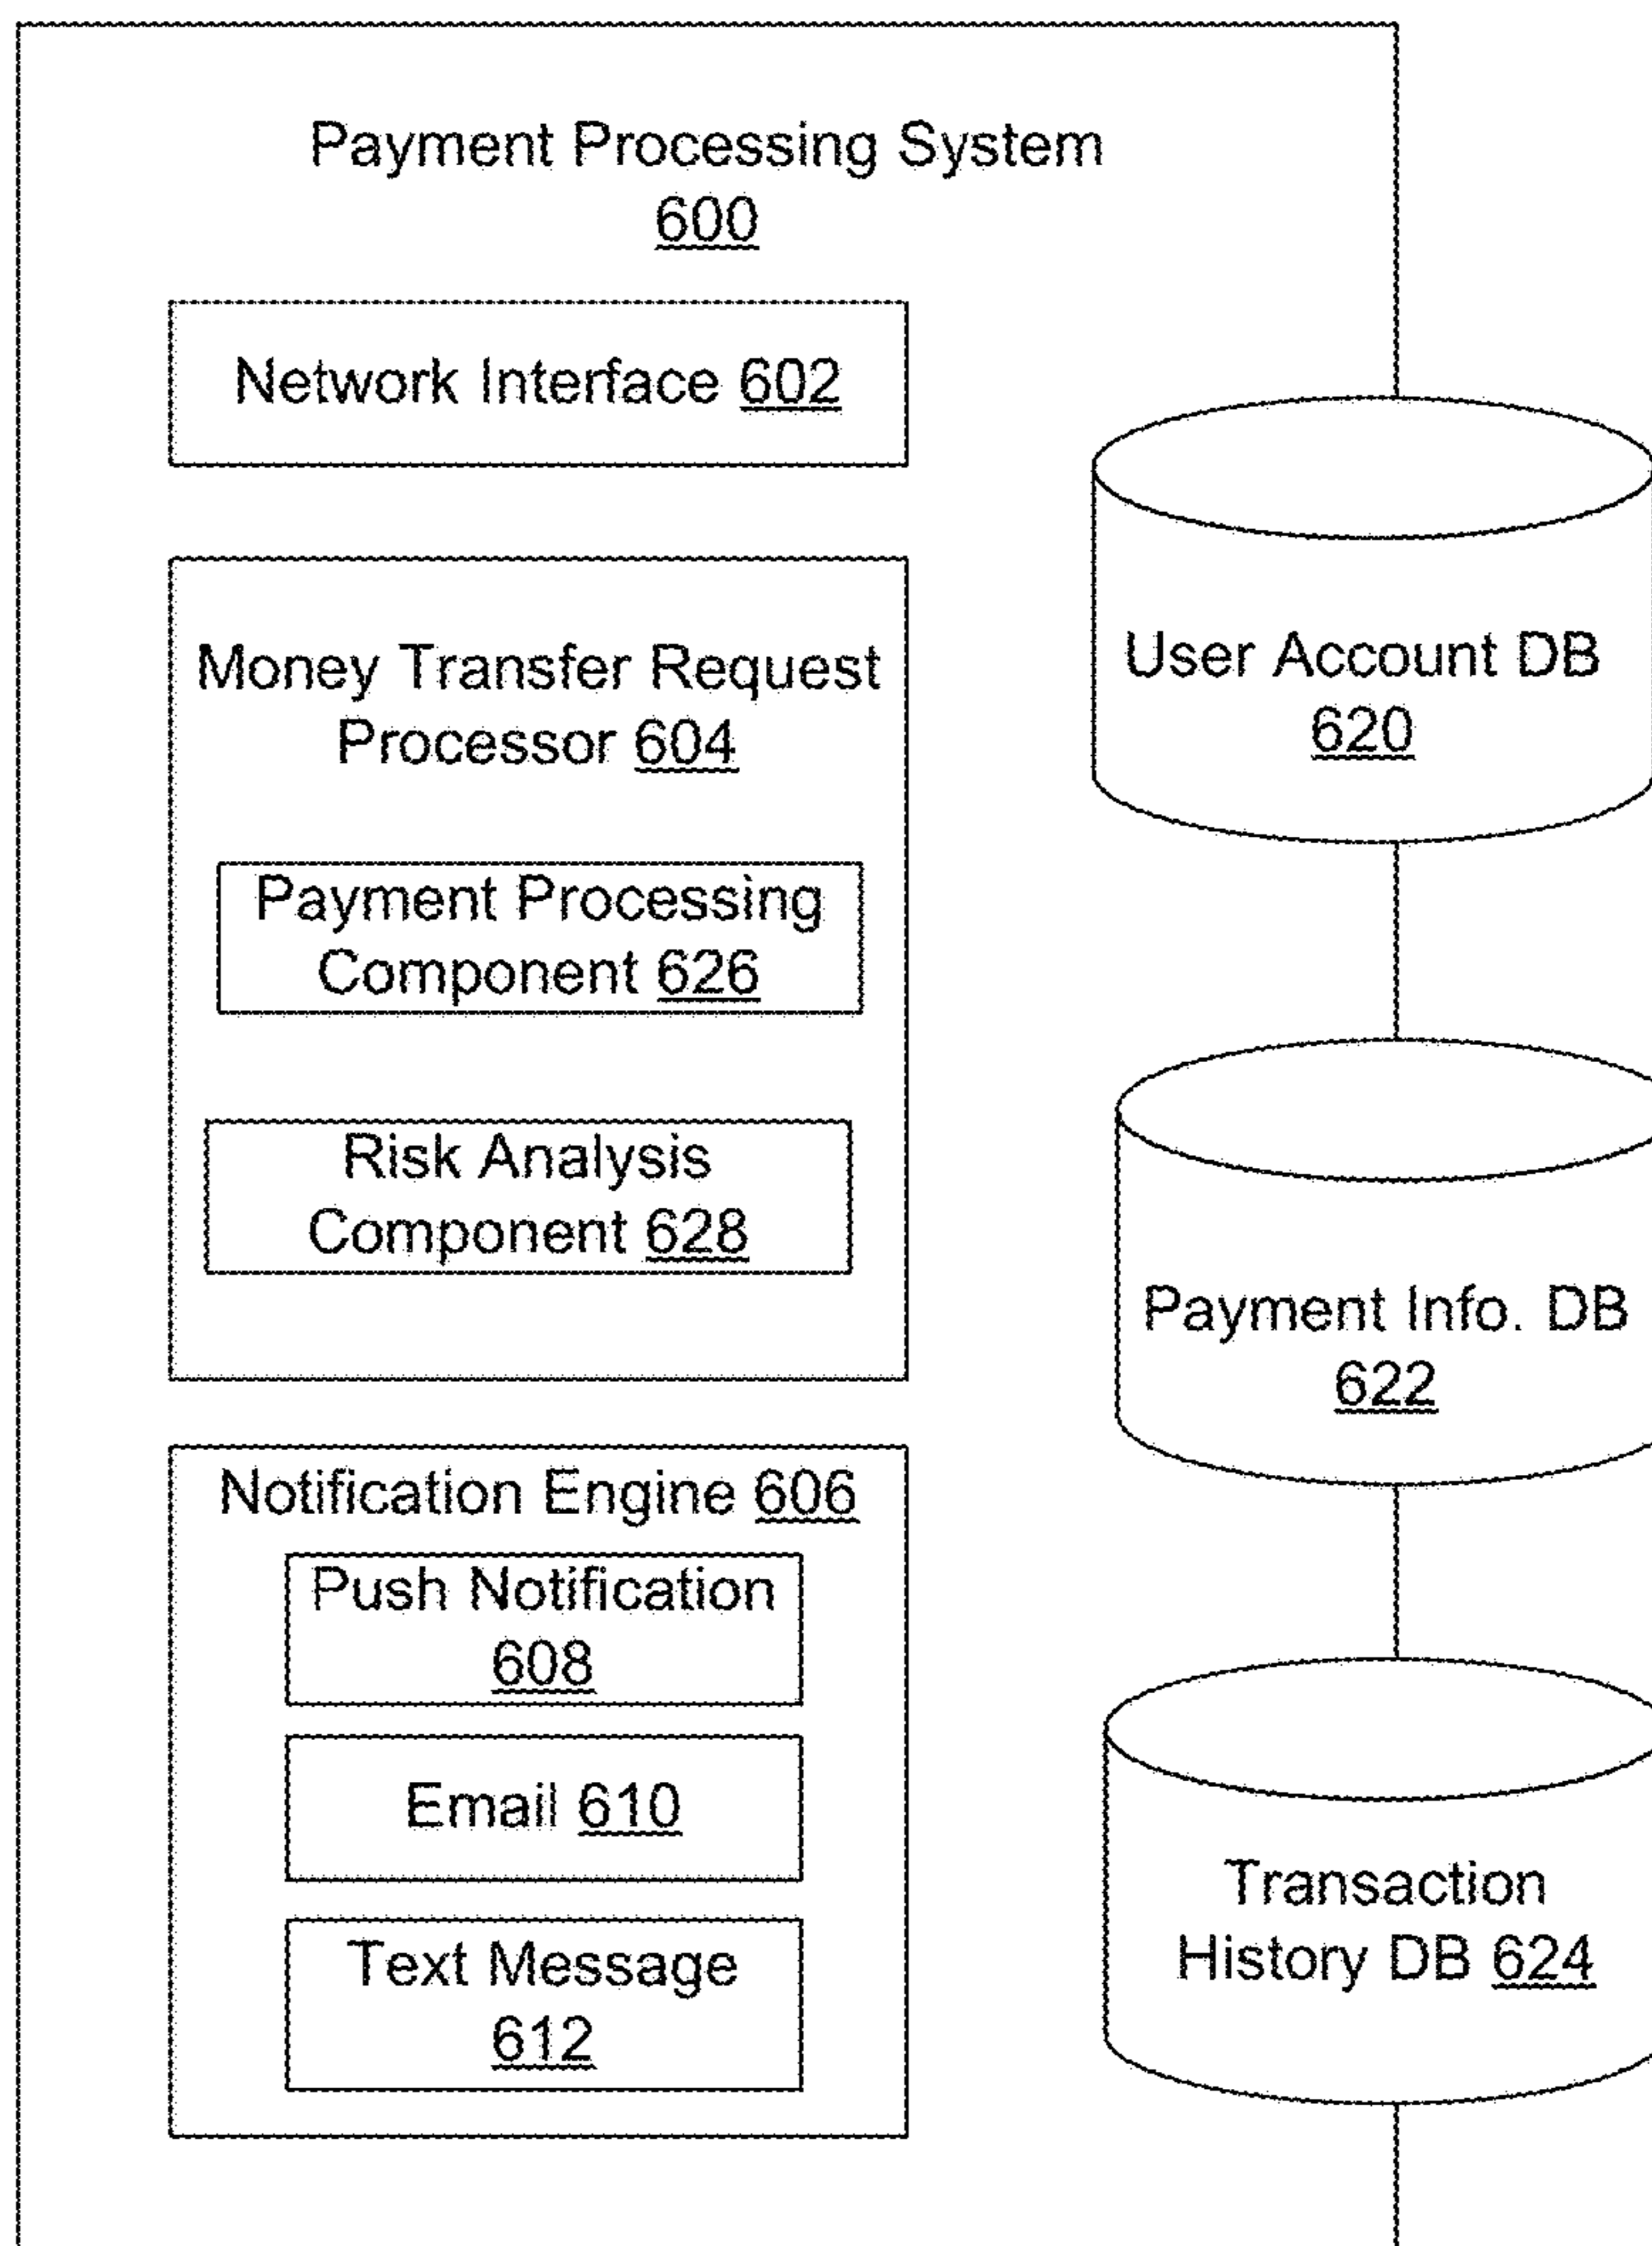 Payment Processing System
600
Network Interface 602
Money Transfer Request
Processor 604
Payment Processing
Component 626
Risk Analysis
Component 628
Notification Engine 606
Push Notification
608
Email 610
Text Message
612
User Account DB
620
Payment Info. DB
622
Transaction
History DB 624